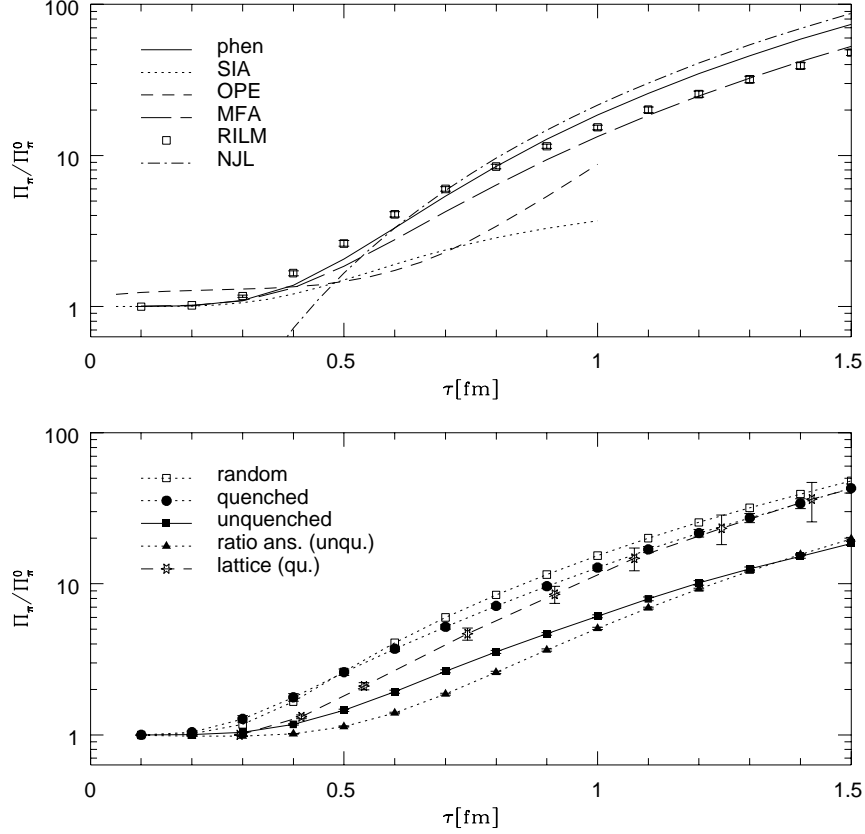 100
phen
SIA
OPE
MFA
RILM
NJL
10
1
Π_π/Π_π^0
0
0.5
1
1.5
τ[fm]
100
random
quenched
unquenched
ratio ans. (unqu.)
lattice (qu.)
10
1
Π_π/Π_π^0
0
0.5
1
1.5
τ[fm]